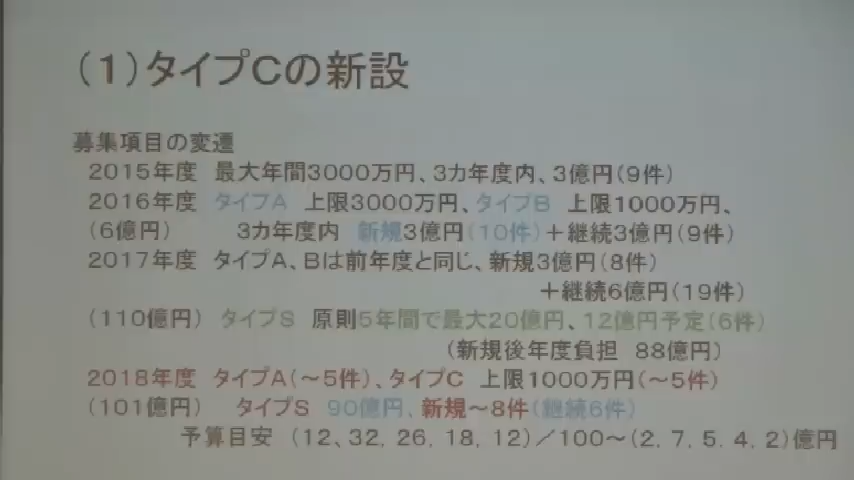 （１）タイプＣの新設
募集項目の変遷
2015年度 最大年間3000万円、3カ年度内、3億円（9件）
2016年度 タイプA 上限3000万円、タイプB 上限1000万円、
（6億円） 3カ年度内 新規3億円（10件）＋継続3億円（9件）
2017年度 タイプA、Bは前年度と同じ、新規3億円（8件）
＋継続6億円（19件）
（110億円） タイプS 原則5年間で最大20億円、12億円予定（6件）
（新規後年度負担 88億円）
2018年度 タイプA（～5件）、タイプC 上限1000万円（～5件）
（101億円） タイプS 90億円、新規～8件（継続6件）
予算目安 （12、32、26、18、12）／100～（2、7、5、4、2）億円